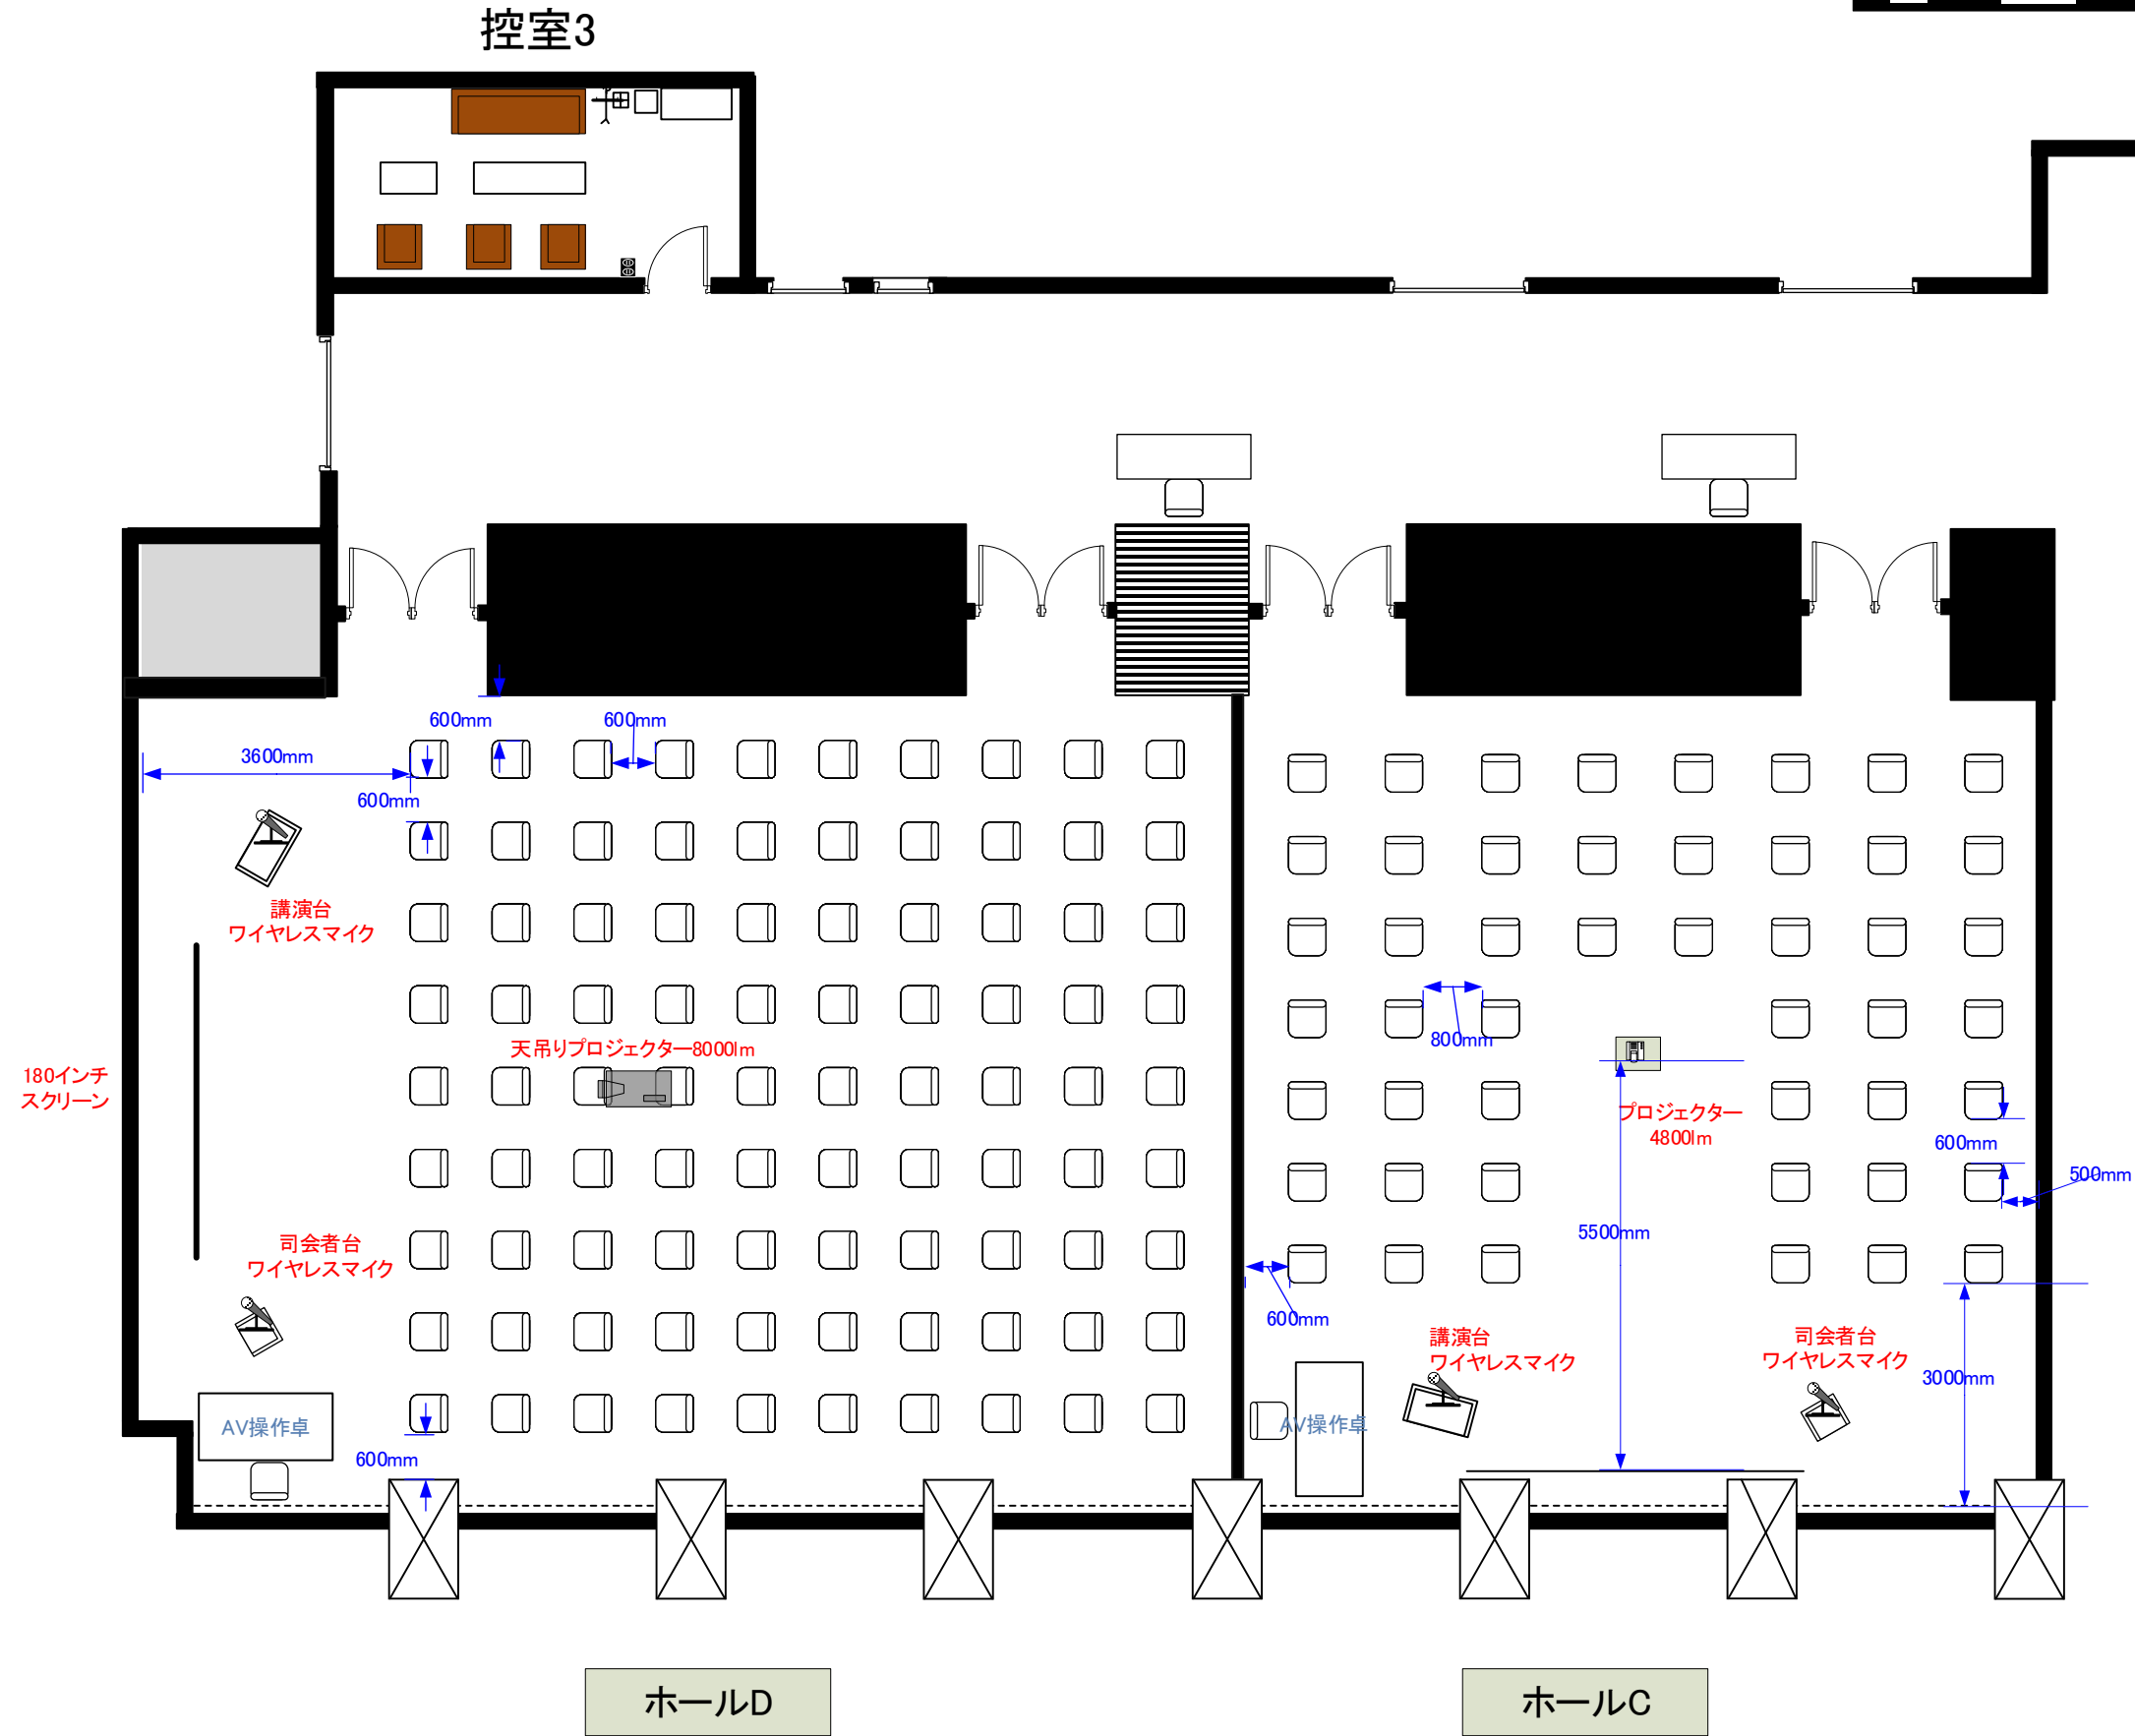 控室3
600mm
600mm
3600mm
600mm
講演台
ワイヤレスマイク
天吊りプロジェクター8000lm
180インチ
スクリーン
司会者台
ワイヤレスマイク
AV操作卓
600mm
800mm
プロジェクター
4800lm
600mm
500mm
5500mm
600mm
講演台
ワイヤレスマイク
司会者台
ワイヤレスマイク
3000mm
AV操作卓
ホールD
ホールC